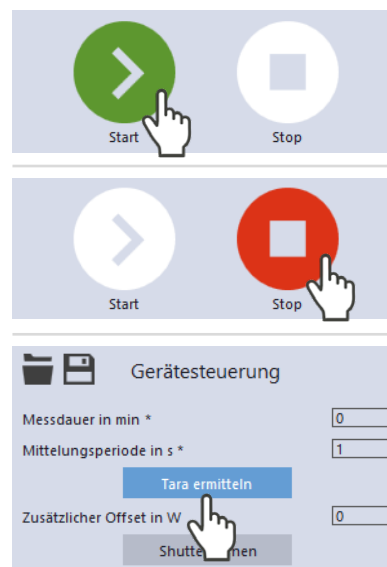 Start Stop
Start Stop
Gerätesteuerung
Messdauer in min * 0
Mittelungsperiode in s * 1
Tara ermitteln
Zusätzlicher Offset in W 0